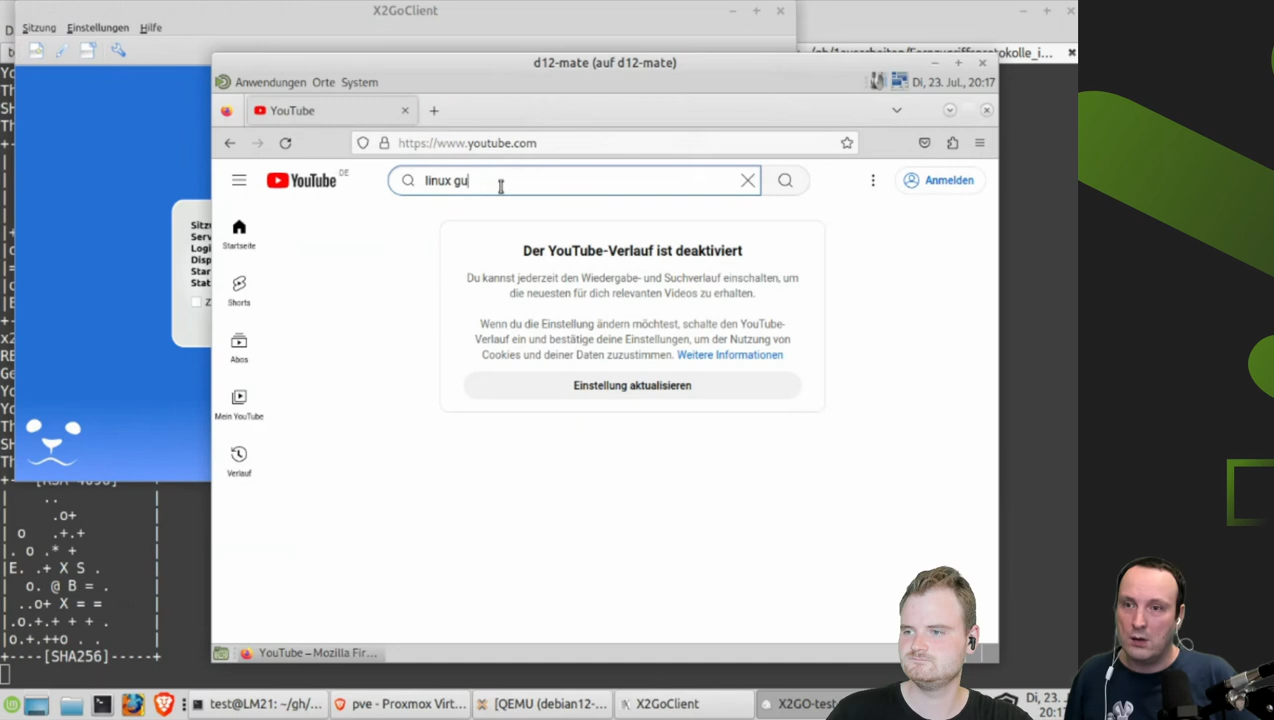 X2GoClient
Sitzung Einstellungen Hilfe
d12-mate (auf d12-mate)
Anwendungen Orte System
Di, 23. Jul., 20:17
YouTube
https://www.youtube.com
YouTube DE
linux gu
Anmelden
Startseite
Shorts
Abos
Mein YouTube
Verlauf
Der YouTube-Verlauf ist deaktiviert
Du kannst jederzeit den Wiedergabe- und Suchverlauf einschalten, um
die neuesten für dich relevanten Videos zu erhalten.
Wenn du die Einstellung ändern möchtest, schalte den YouTube-
Verlauf ein und bestätige deine Einstellungen, um der Nutzung von
Cookies und deiner Daten zuzustimmen. Weitere Informationen
Einstellung aktualisieren
YouTube – Mozilla Fir...
..
.o+
o .+.+
. o .* +
E. .+ X S .
o. @ B = .
..o+ X = =
.o.+.+ + + .
o.+.++o . .
+----[SHA256]-----+
test@LM21: ~/gh/...
pve - Proxmox Virt...
[QEMU (debian12-...
X2GoClient
X2GO-test
Di, 23.